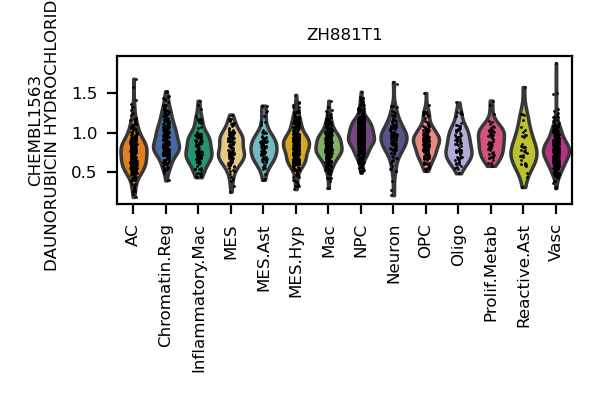 ZH881T1
CHEMBL1563
DAUNORUBICIN HYDROCHLORID
1.5
1.0
0.5
AC
Chromatin.Reg
Inflammatory.Mac
MES
MES.Ast
MES.Hyp
Mac
NPC
Neuron
OPC
Oligo
Prolif.Metab
Reactive.Ast
Vasc